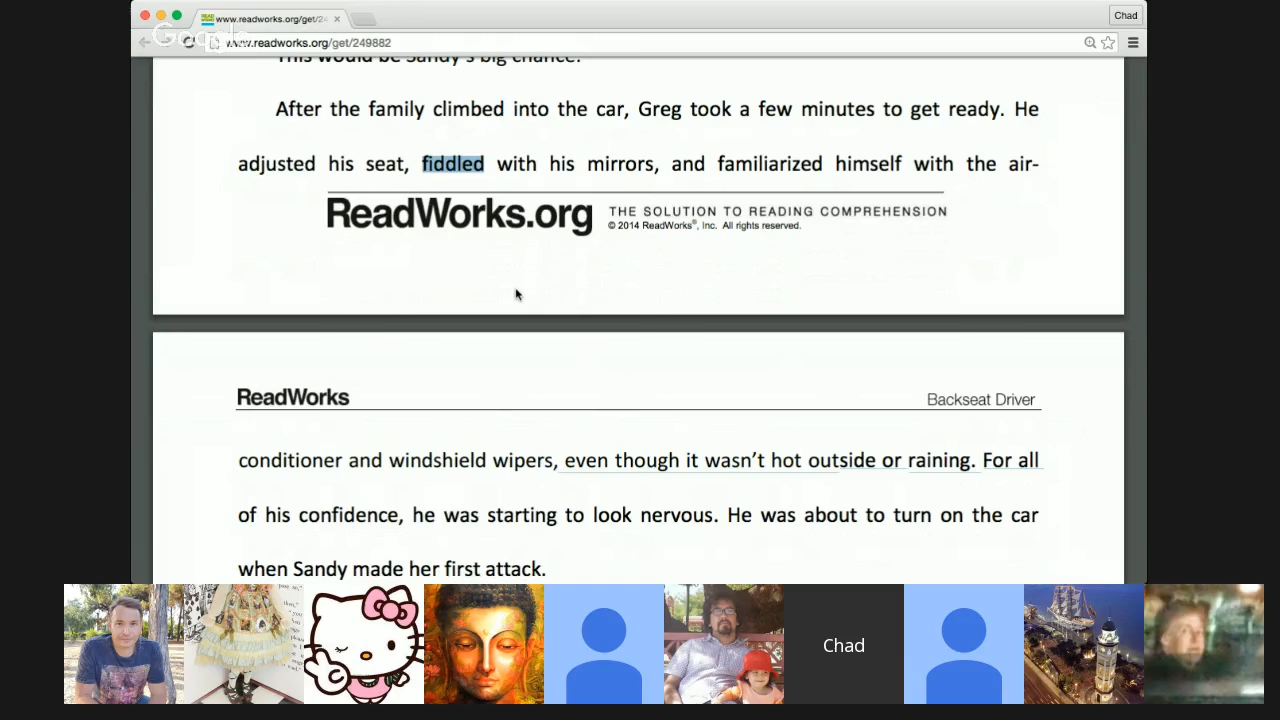 www.readworks.org/get/24
Chad
Google
www.readworks.org/get/249882
This would be Sandy's big chance.
After the family climbed into the car, Greg took a few minutes to get ready. He
adjusted his seat, fiddled with his mirrors, and familiarized himself with the air-
ReadWorks.org THE SOLUTION TO READING COMPREHENSION
© 2014 ReadWorks®, Inc. All rights reserved.
ReadWorks Backseat Driver
conditioner and windshield wipers, even though it wasn't hot outside or raining. For all
of his confidence, he was starting to look nervous. He was about to turn on the car
when Sandy made her first attack.
Chad